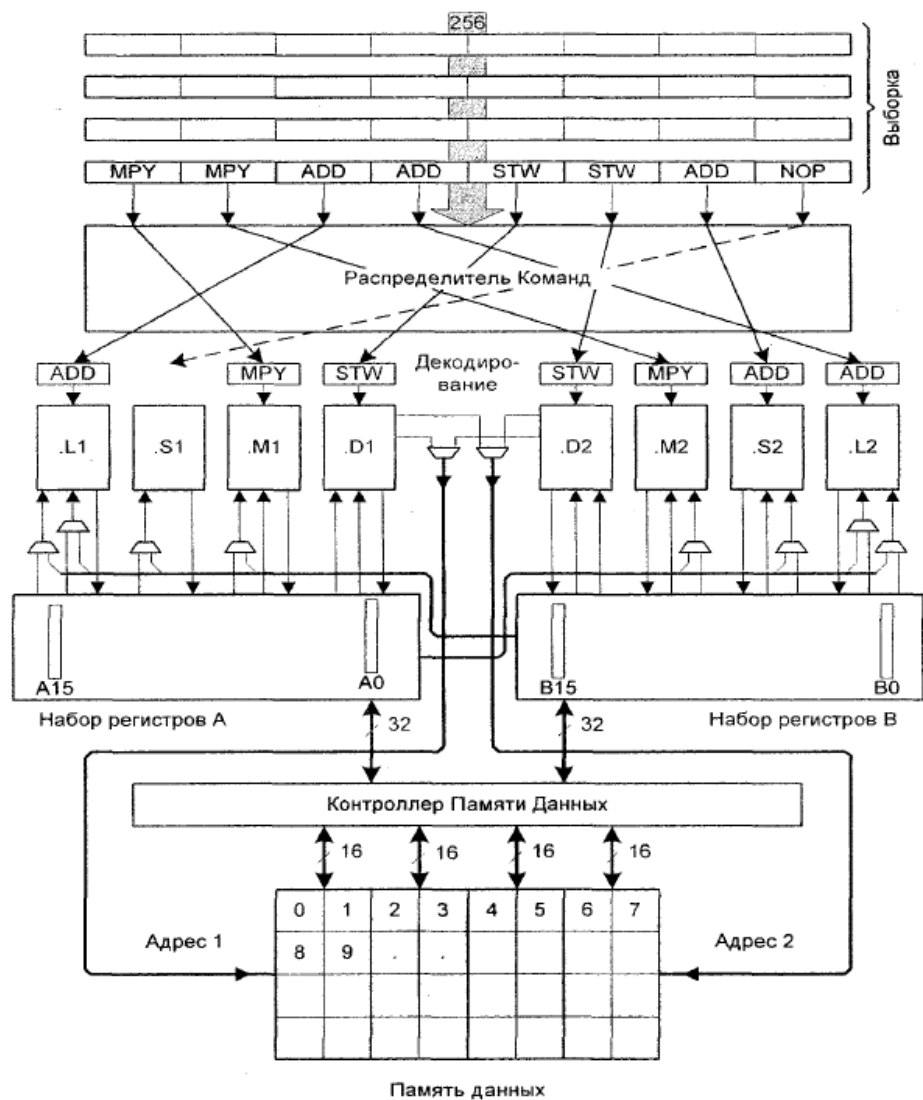 256
Выборка
MPY MPY ADD ADD STW STW ADD NOP
Распределитель Команд
Декодирование
ADD MPY STW STW MPY ADD ADD
.L1 .S1 .M1 .D1 .D2 .M2 .S2 .L2
A15 A0 B15 B0
Набор регистров A Набор регистров B
32 32
Контроллер Памяти Данных
16 16 16 16
0 1 2 3 4 5 6 7
Адрес 1 Адрес 2
8 9 . .
Память данных